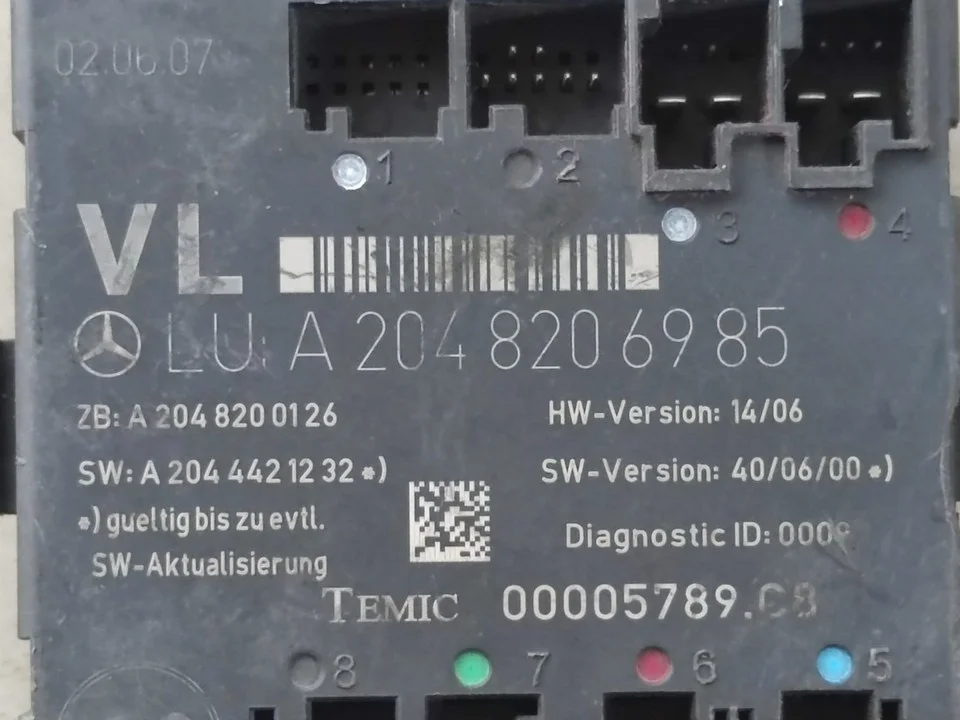 02.06.07
1
2
3
4
VL
LU: A 204 820 69 85
ZB: A 204 820 01 26
HW-Version: 14/06
SW: A 204 442 12 32 *)
SW-Version: 40/06/00 *)
*) gueltig bis zu evtl.
SW-Aktualisierung
Diagnostic ID:
TEMIC 00005789.C8
8
7
6
5